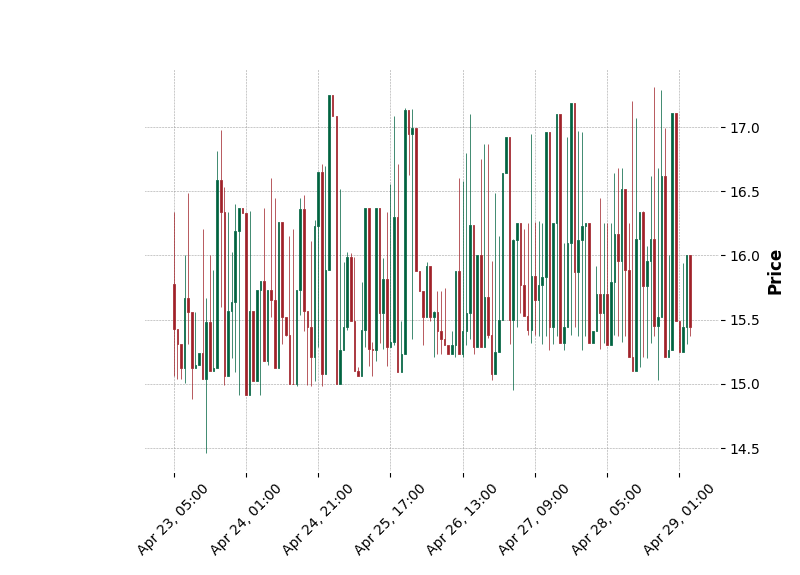 17.0
16.5
16.0
15.5
15.0
14.5
Price
Apr 23, 05:00
Apr 24, 01:00
Apr 24, 21:00
Apr 25, 17:00
Apr 26, 13:00
Apr 27, 09:00
Apr 28, 05:00
Apr 29, 01:00